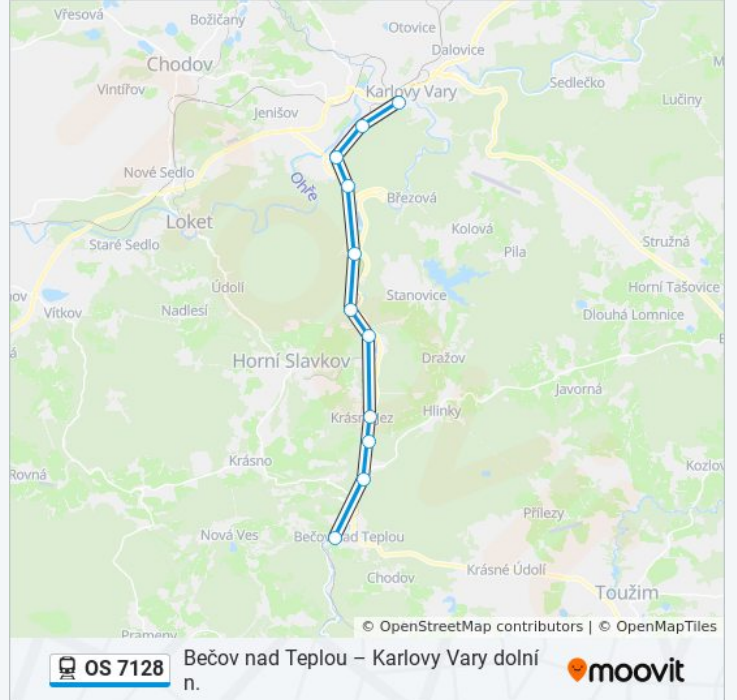 Vřesová
Božičany
Otovice
Dalovice
Chodov
Vintířov
Karlovy Vary
Sedlečko
Jenišov
Lučiny
Nové Sedlo
Ohře
Březová
Loket
Kolová
Staré Sedlo
Pila
Stružná
Údolí
Stanovice
Horní Tašovice
Vítkov
Nadlesí
Dlouhá Lomnice
Horní Slavkov
Dražov
Javorná
Hlinky
Krásno
Rovná
Přílezy
Nová Ves
Bečov nad Teplou
Krásné Údolí
Chodov
Toužim
© OpenStreetMap contributors | © OpenMapTiles
OS 7128
Bečov nad Teplou – Karlovy Vary dolní
n.
moovit